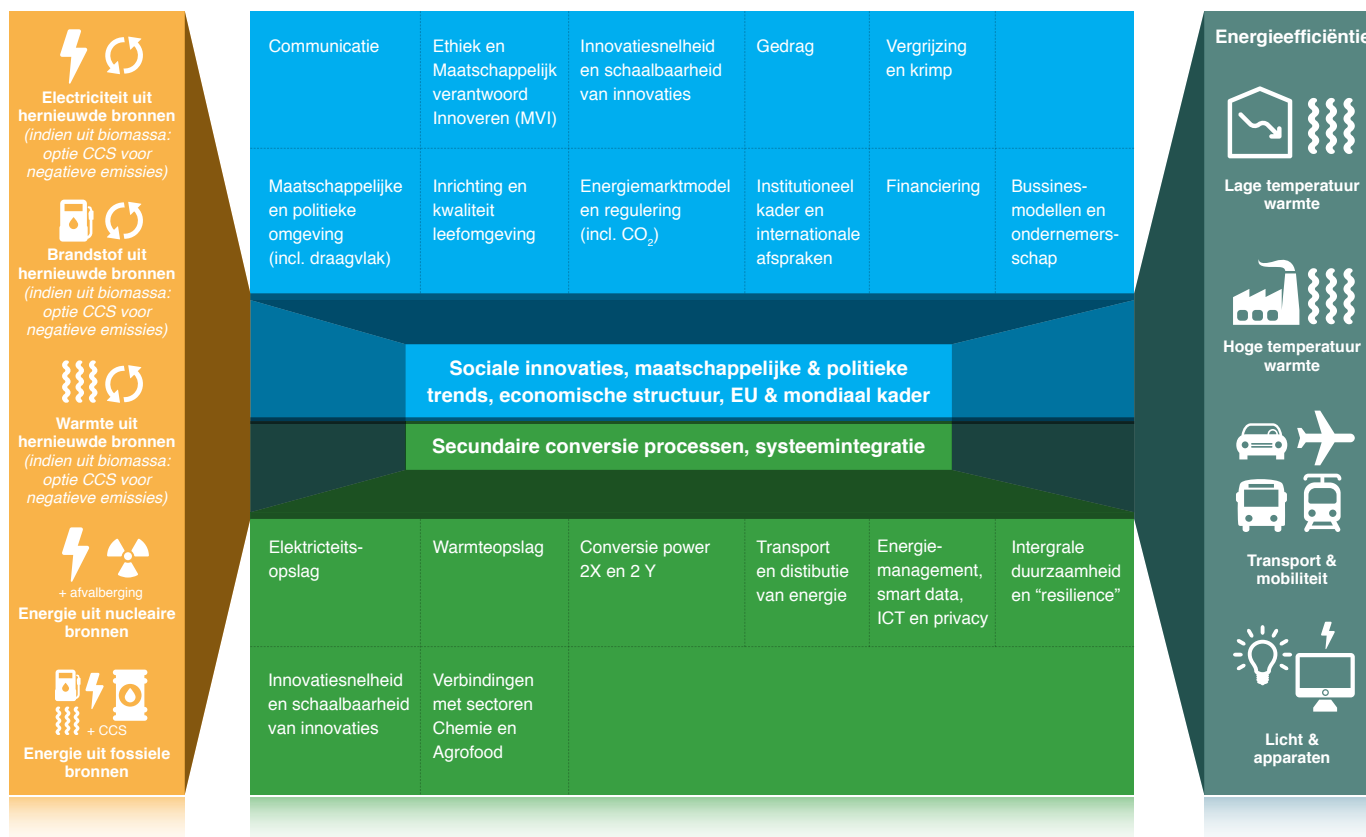 Electriciteit uit
hernieuwde bronnen
(indien uit biomassa:
optie CCS voor
negatieve emissies)
Brandstof uit
hernieuwde bronnen
(indien uit biomassa:
optie CCS voor
negatieve emissies)
Warmte uit
hernieuwde bronnen
(indien uit biomassa:
optie CCS voor
negatieve emissies)
+ afvalberging
Energie uit nucleaire
bronnen
+ CCS
Energie uit fossiele
bronnen
Communicatie
Ethiek en
Maatschappelijk
verantwoord
Innoveren (MVI)
Innovatiesnelheid
en schaalbaarheid
van innovaties
Gedrag
Vergrijzing
en krimp
Maatschappelijke
en politieke
omgeving
(incl. draagvlak)
Inrichting en
kwaliteit
leefomgeving
Energiemarktmodel
en regulering
(incl. CO₂)
Institutioneel
kader en
internationale
afspraken
Financiering
Bussines-
modellen en
ondernemers-
schap
Sociale innovaties, maatschappelijke & politieke
trends, economische structuur, EU & mondiaal kader
Secundaire conversie processen, systeemintegratie
Elektricteits-
opslag
Warmteopslag
Conversie power
2X en 2 Y
Transport
en distibutie
van energie
Energie-
management,
smart data,
ICT en privacy
Intergrale
duurzaamheid
en “resilience”
Innovatiesnelheid
en schaalbaarheid
van innovaties
Verbindingen
met sectoren
Chemie en
Agrofood
Energieefficiëntie
Lage temperatuur
warmte
Hoge temperatuur
warmte
Transport &
mobiliteit
Licht &
apparaten